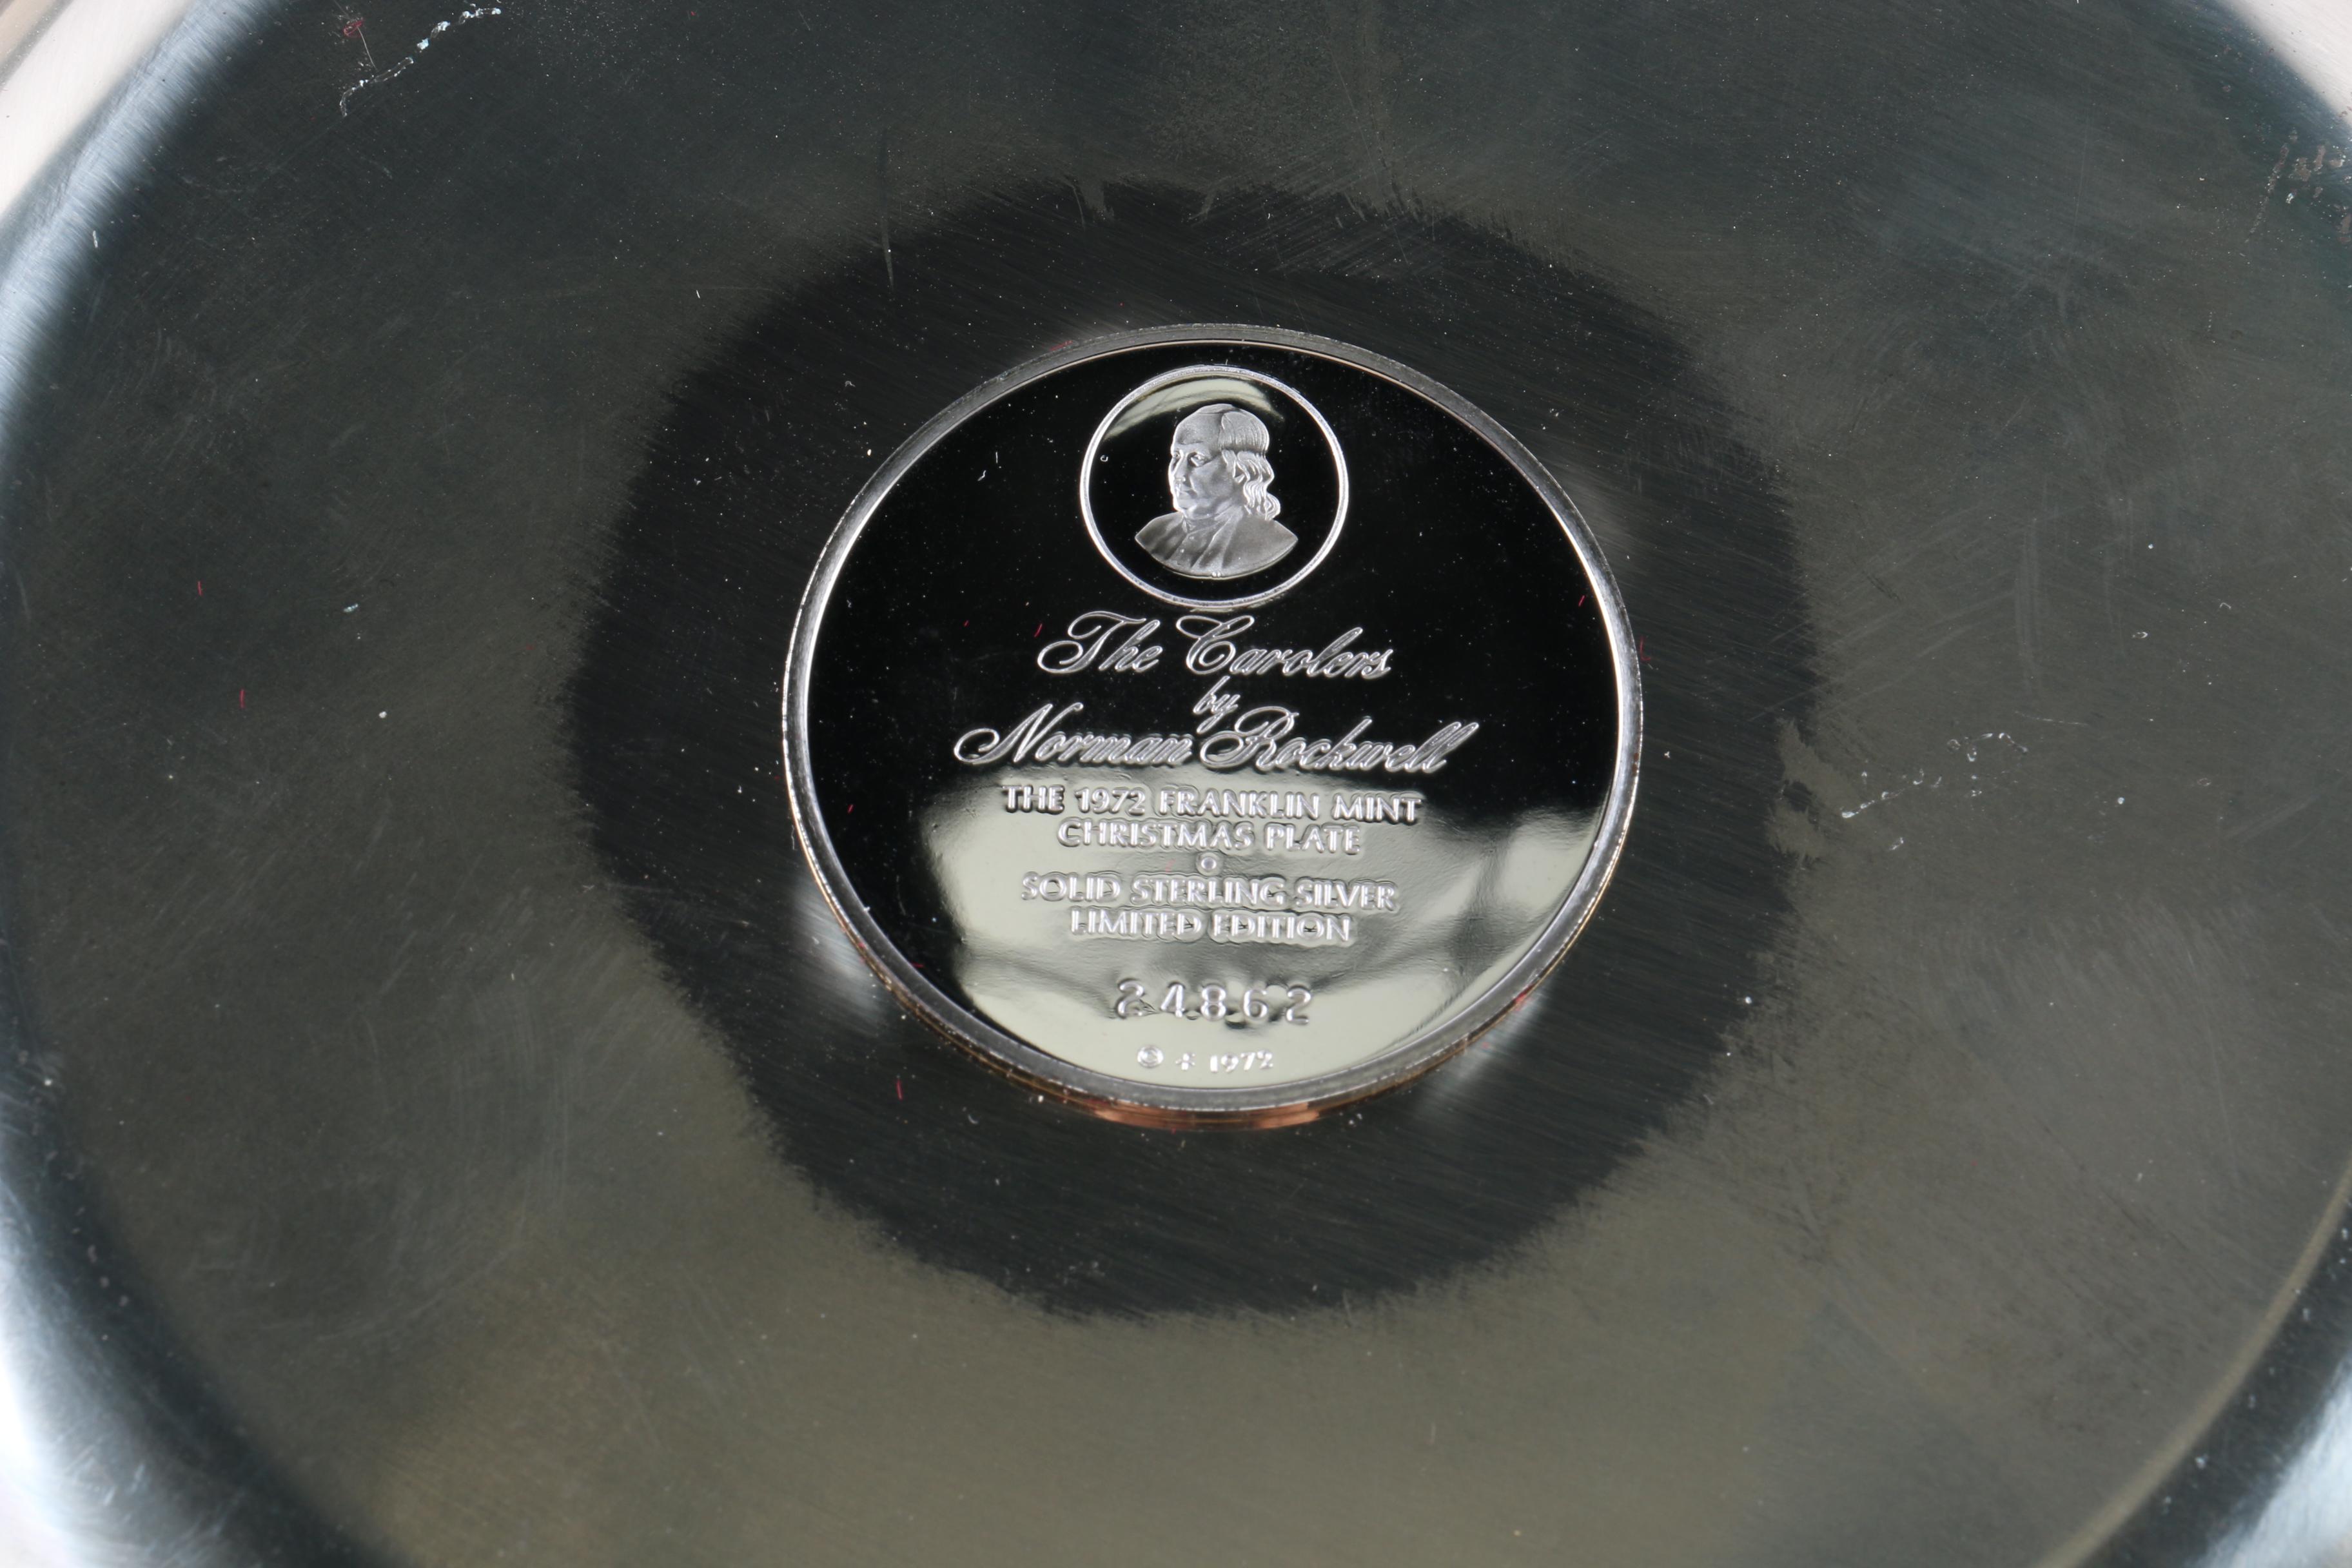 The Carolers
by
Norman Rockwell
THE 1972 FRANKLIN MINT
CHRISTMAS PLATE
SOLID STERLING SILVER
LIMITED EDITION
24862
© 1972